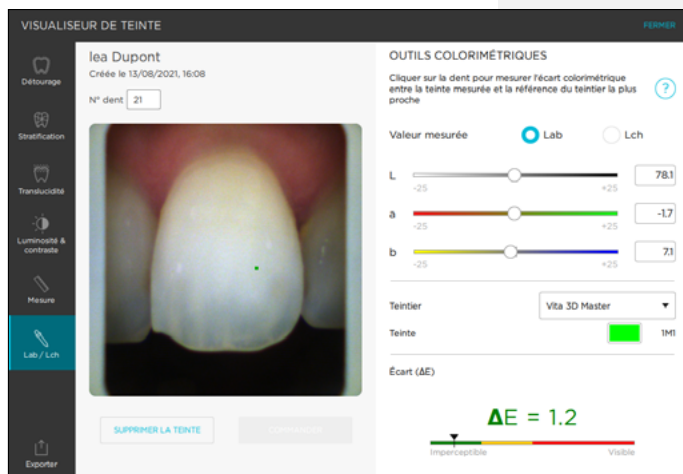 VISUALISEUR DE TEINTE
FERMER
Détourage
Stratification
Translucidité
Luminosité &
contraste
Mesure
Lab / Lch
Exporter
lea Dupont
Créée le 13/08/2021, 16:08
N° dent 21
SUPPRIMER LA TEINTE
COMMANDER
OUTILS COLORIMÉTRIQUES
Cliquer sur la dent pour mesurer l'écart colorimétrique
entre la teinte mesurée et la référence du teintier la plus
proche
?
Valeur mesurée Lab Lch
L 78.1
-25 +25
a -1.7
-25 +25
b 7.1
-25 +25
Teintier Vita 3D Master
Teinte 1M1
Écart (ΔE)
ΔE = 1.2
Imperceptible Visible